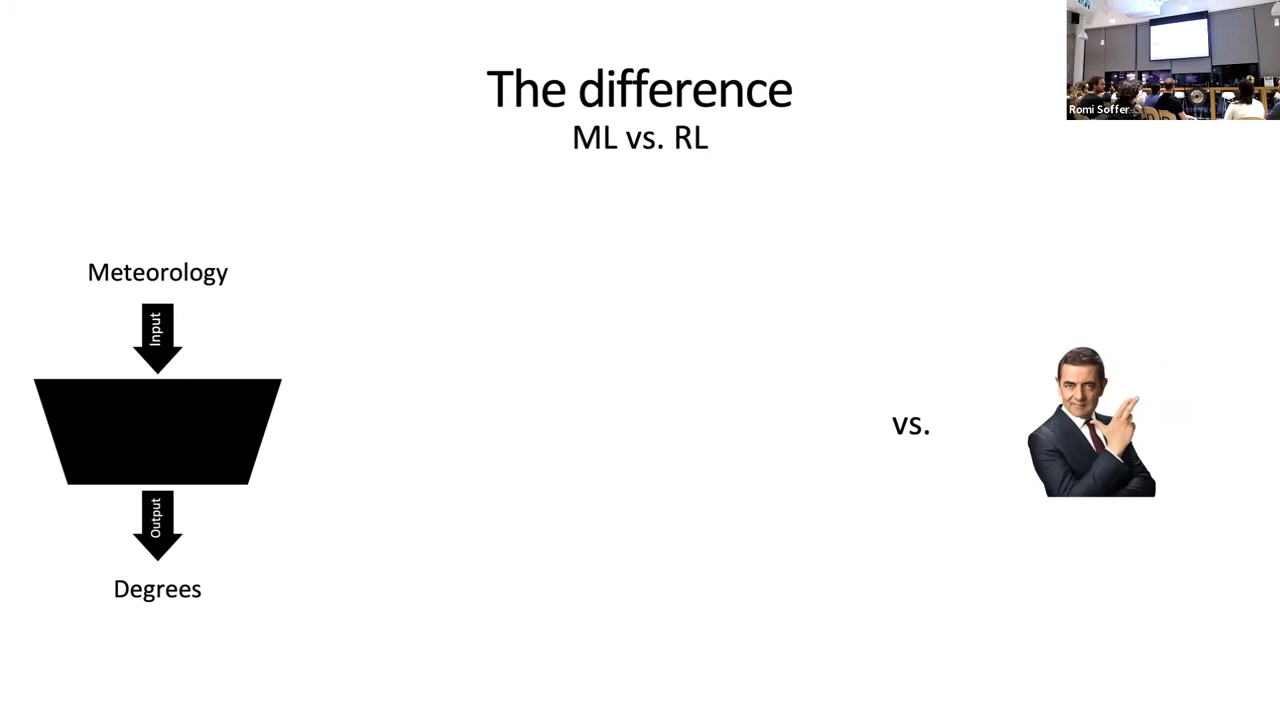 The difference
ML vs. RL
Romi Soffer
Meteorology
Input
Output
Degrees
vs.